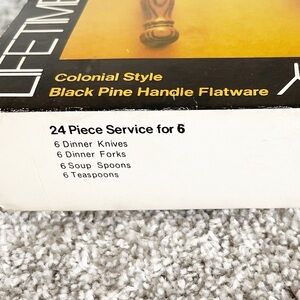 LIFETIME
Colonial Style
Black Pine Handle Flatware
24 Piece Service for 6
6 Dinner Knives
6 Dinner Forks
6 Soup Spoons
6 Teaspoons